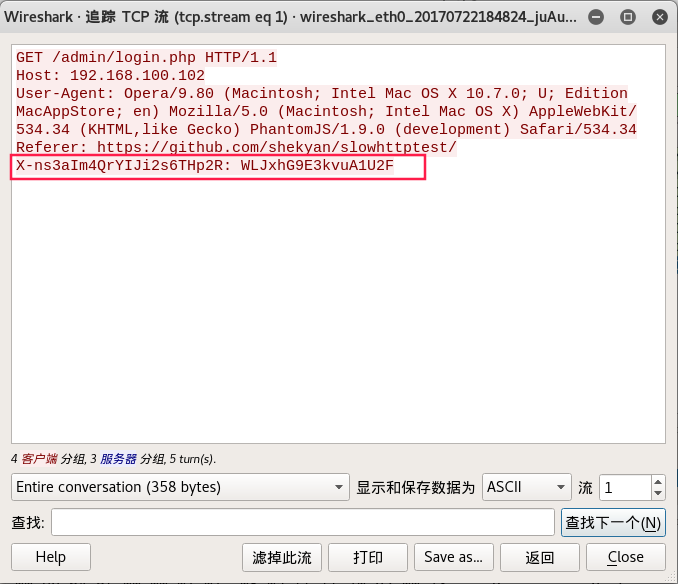 Wireshark · 追踪 TCP 流 (tcp.stream eq 1) · wireshark_eth0_20170722184824_juAu...
GET /admin/login.php HTTP/1.1
Host: 192.168.100.102
User-Agent: Opera/9.80 (Macintosh; Intel Mac OS X 10.7.0; U; Edition
MacAppStore; en) Mozilla/5.0 (Macintosh; Intel Mac OS X) AppleWebKit/
534.34 (KHTML,like Gecko) PhantomJS/1.9.0 (development) Safari/534.34
Referer: https://github.com/shekyan/slowhttptest/
X-ns3aIm4QrYIJi2s6THp2R: WLJxhG9E3kvuA1U2F
4 客户端 分组, 3 服务器 分组, 5 turn(s).
Entire conversation (358 bytes) 显示和保存数据为 ASCII 流 1
查找: 查找下一个(N)
Help 滤掉此流 打印 Save as... 返回 Close